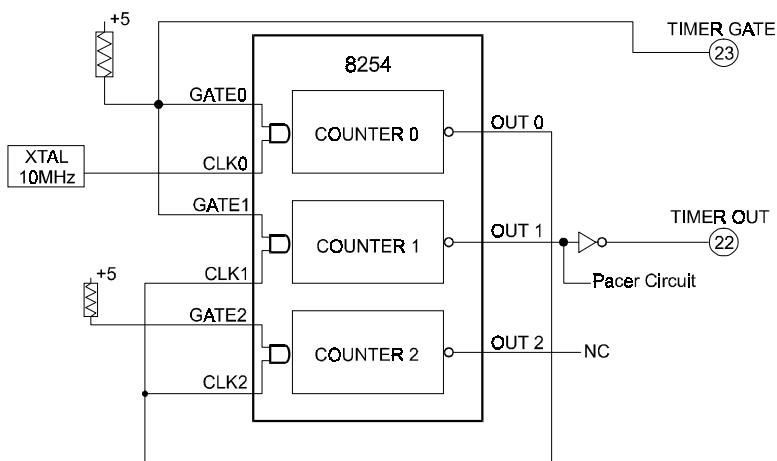 +5
TIMER GATE
23
8254
GATE0
COUNTER 0
OUT 0
XTAL
10MHz
CLK0
GATE1
COUNTER 1
OUT 1
TIMER OUT
22
CLK1
+5
Pacer Circuit
GATE2
COUNTER 2
OUT 2
NC
CLK2